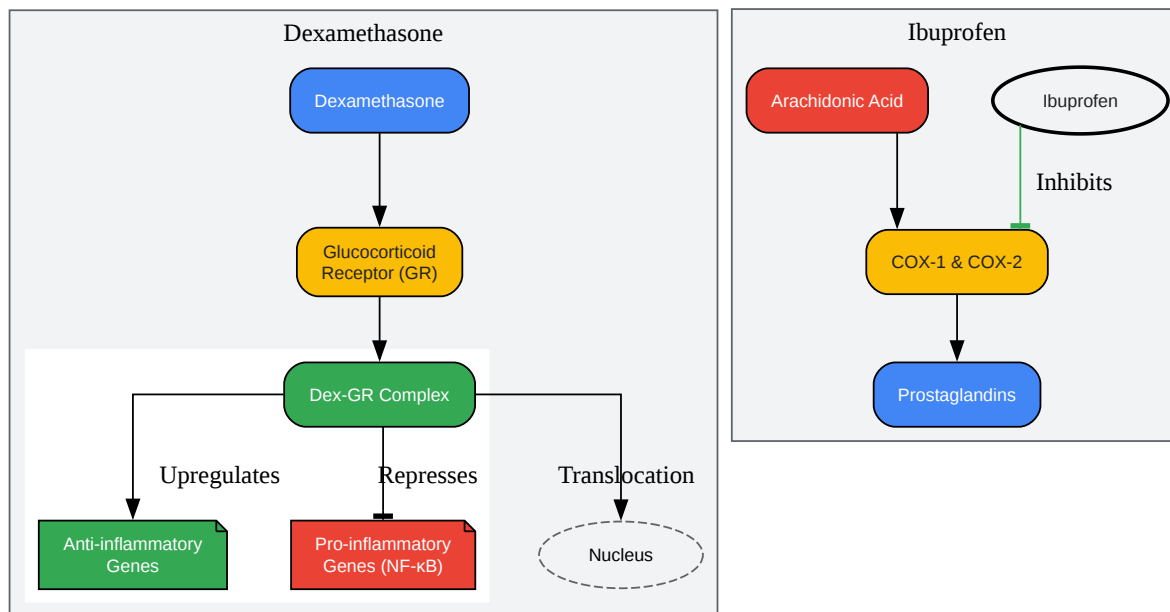 Dexamethasone
Dexamethasone
Glucocorticoid
Receptor (GR)
Dex-GR Complex
Upregulates
Represses
Translocation
Anti-inflammatory
Genes
Pro-inflammatory
Genes (NF-κB)
Nucleus
Ibuprofen
Arachidonic Acid
Ibuprofen
Inhibits
COX-1 & COX-2
Prostaglandins